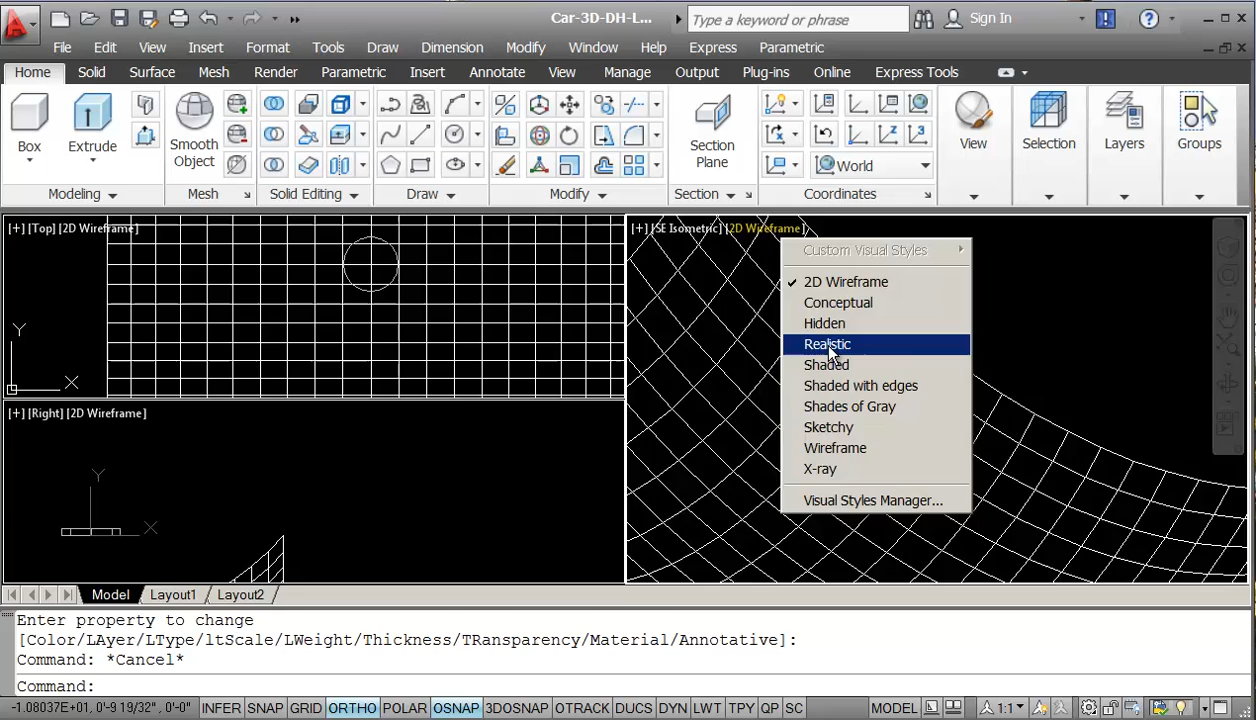 Car-3D-DH-L... Type a keyword or phrase Sign In
File Edit View Insert Format Tools Draw Dimension Modify Window Help Express Parametric
Home Solid Surface Mesh Render Parametric Insert Annotate View Manage Output Plug-ins Online Express Tools
Box Extrude Smooth Object Section Plane World View Selection Layers Groups
Modeling Mesh Solid Editing Draw Modify Section Coordinates
[+] [Top] [2D Wireframe] [+] [SE Isometric] [2D Wireframe]
Custom Visual Styles
2D Wireframe
Conceptual
Hidden
Realistic
Shaded
Shaded with edges
Shades of Gray
Sketchy
Wireframe
X-ray
Visual Styles Manager...
Y
X
[+] [Right] [2D Wireframe]
Y
X
Model Layout1 Layout2
Enter property to change
[Color/LAyer/LType/ltScale/LWeight/Thickness/TRansparency/Material/Annotative]:
Command: *Cancel*
Command:
-1.08037E+01, 0'-9 19/32", 0'-0" INFER SNAP GRID ORTHO POLAR OSNAP 3DOSNAP OTRACK DUCS DYN LWT TPY QP SC MODEL 1:1